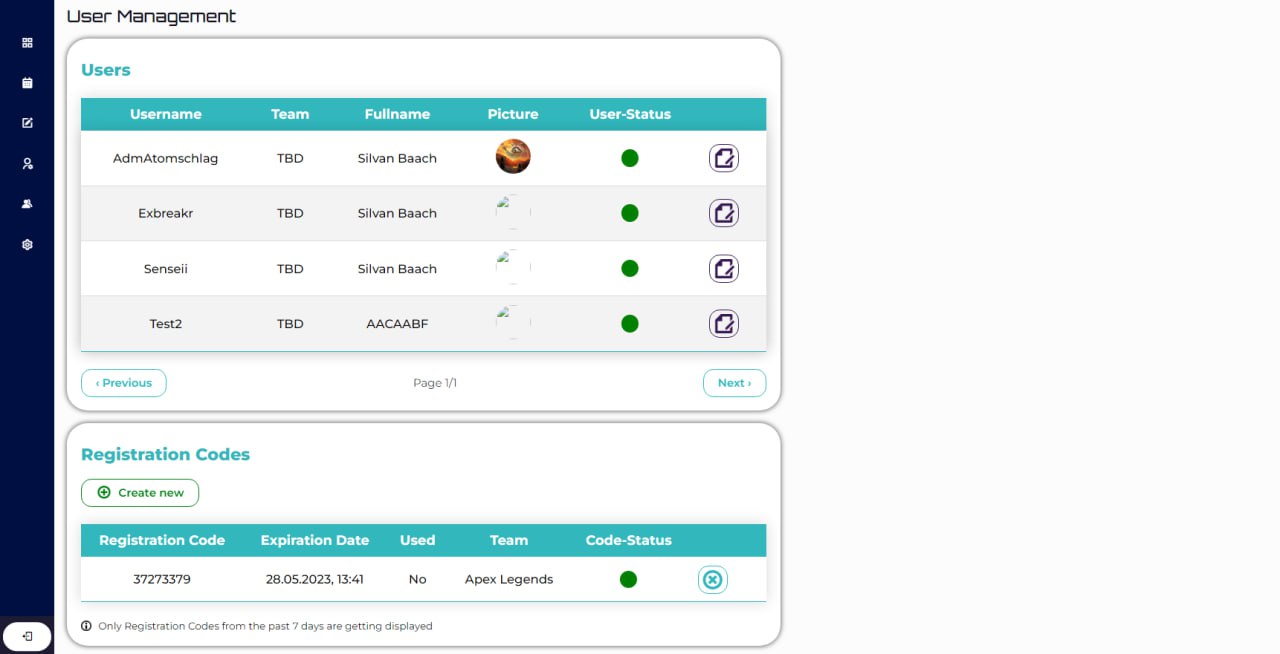 User Management
Users
Username Team Fullname Picture User-Status
AdmAtomschlag TBD Silvan Baach
Exbreakr TBD Silvan Baach
Senseii TBD Silvan Baach
Test2 TBD AACAABF
‹ Previous Page 1/1 Next ›
Registration Codes
Create new
Registration Code Expiration Date Used Team Code-Status
37273379 28.05.2023, 13:41 No Apex Legends
Only Registration Codes from the past 7 days are getting displayed